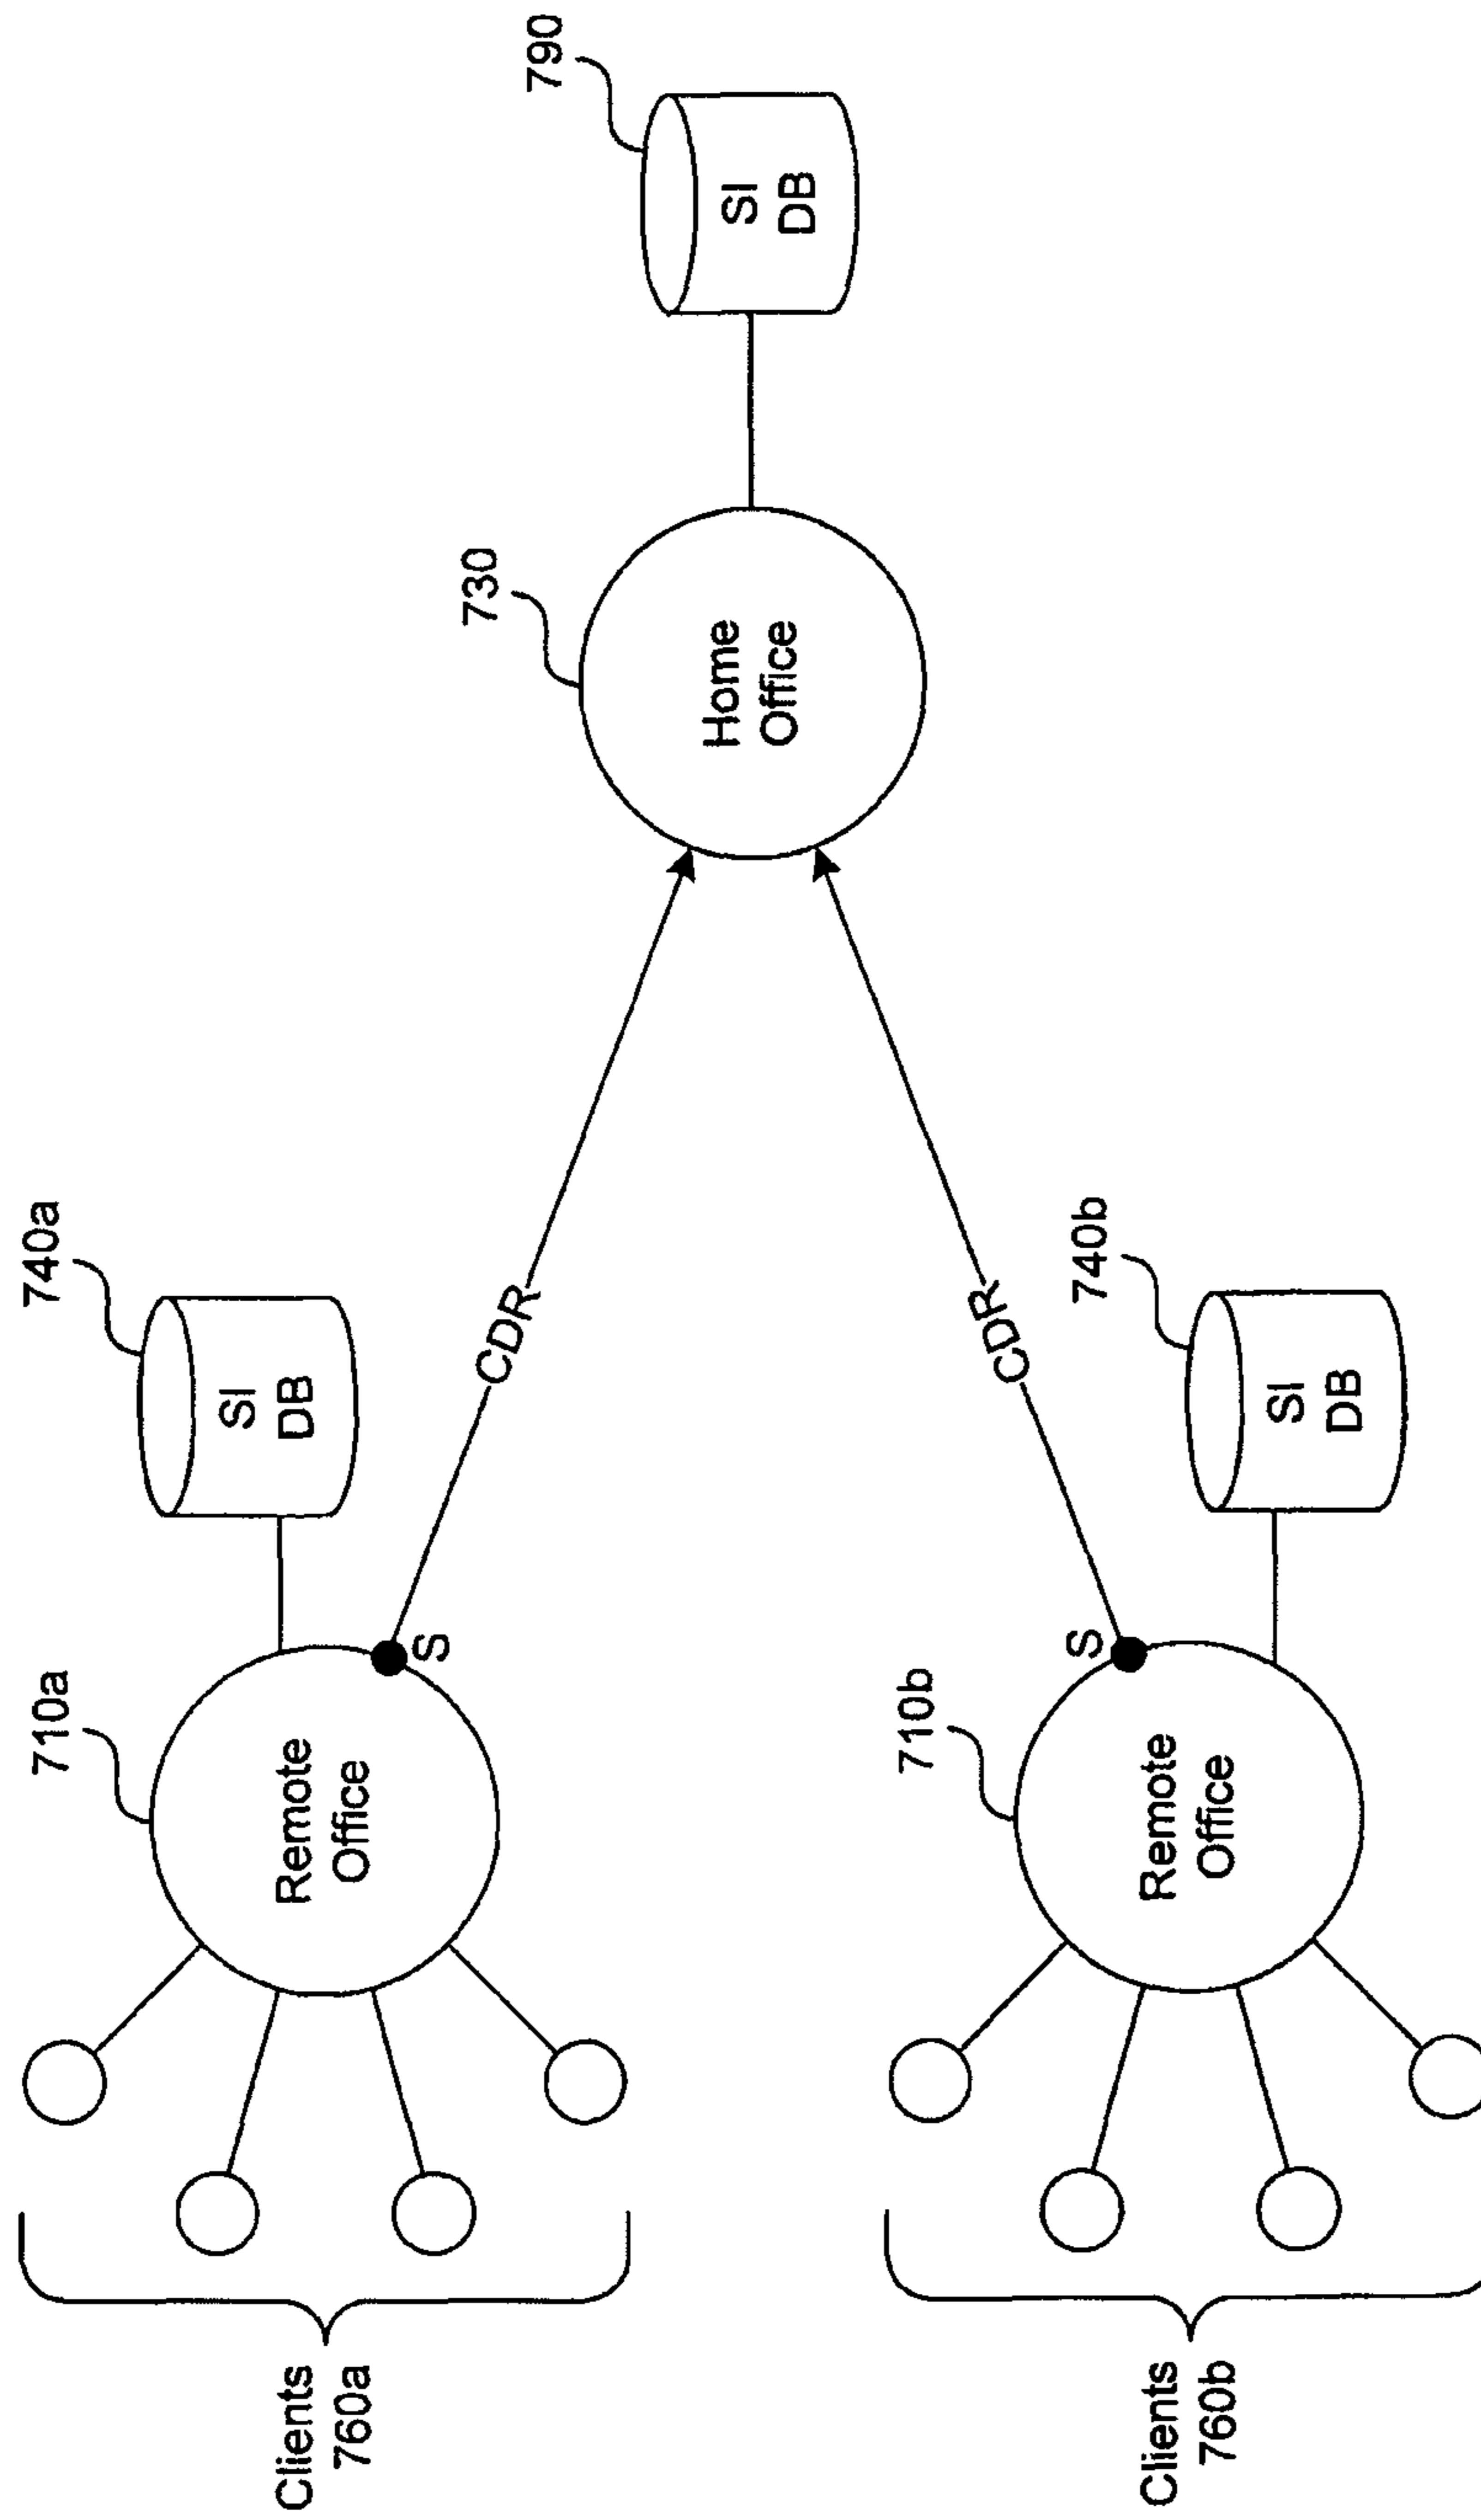 Clients
760a
710a
Remote
Office
S
740a
SI
DB
CDR
730
Home
Office
790
SI
DB
Clients
760b
710b
Remote
Office
S
740b
SI
DB
CDR